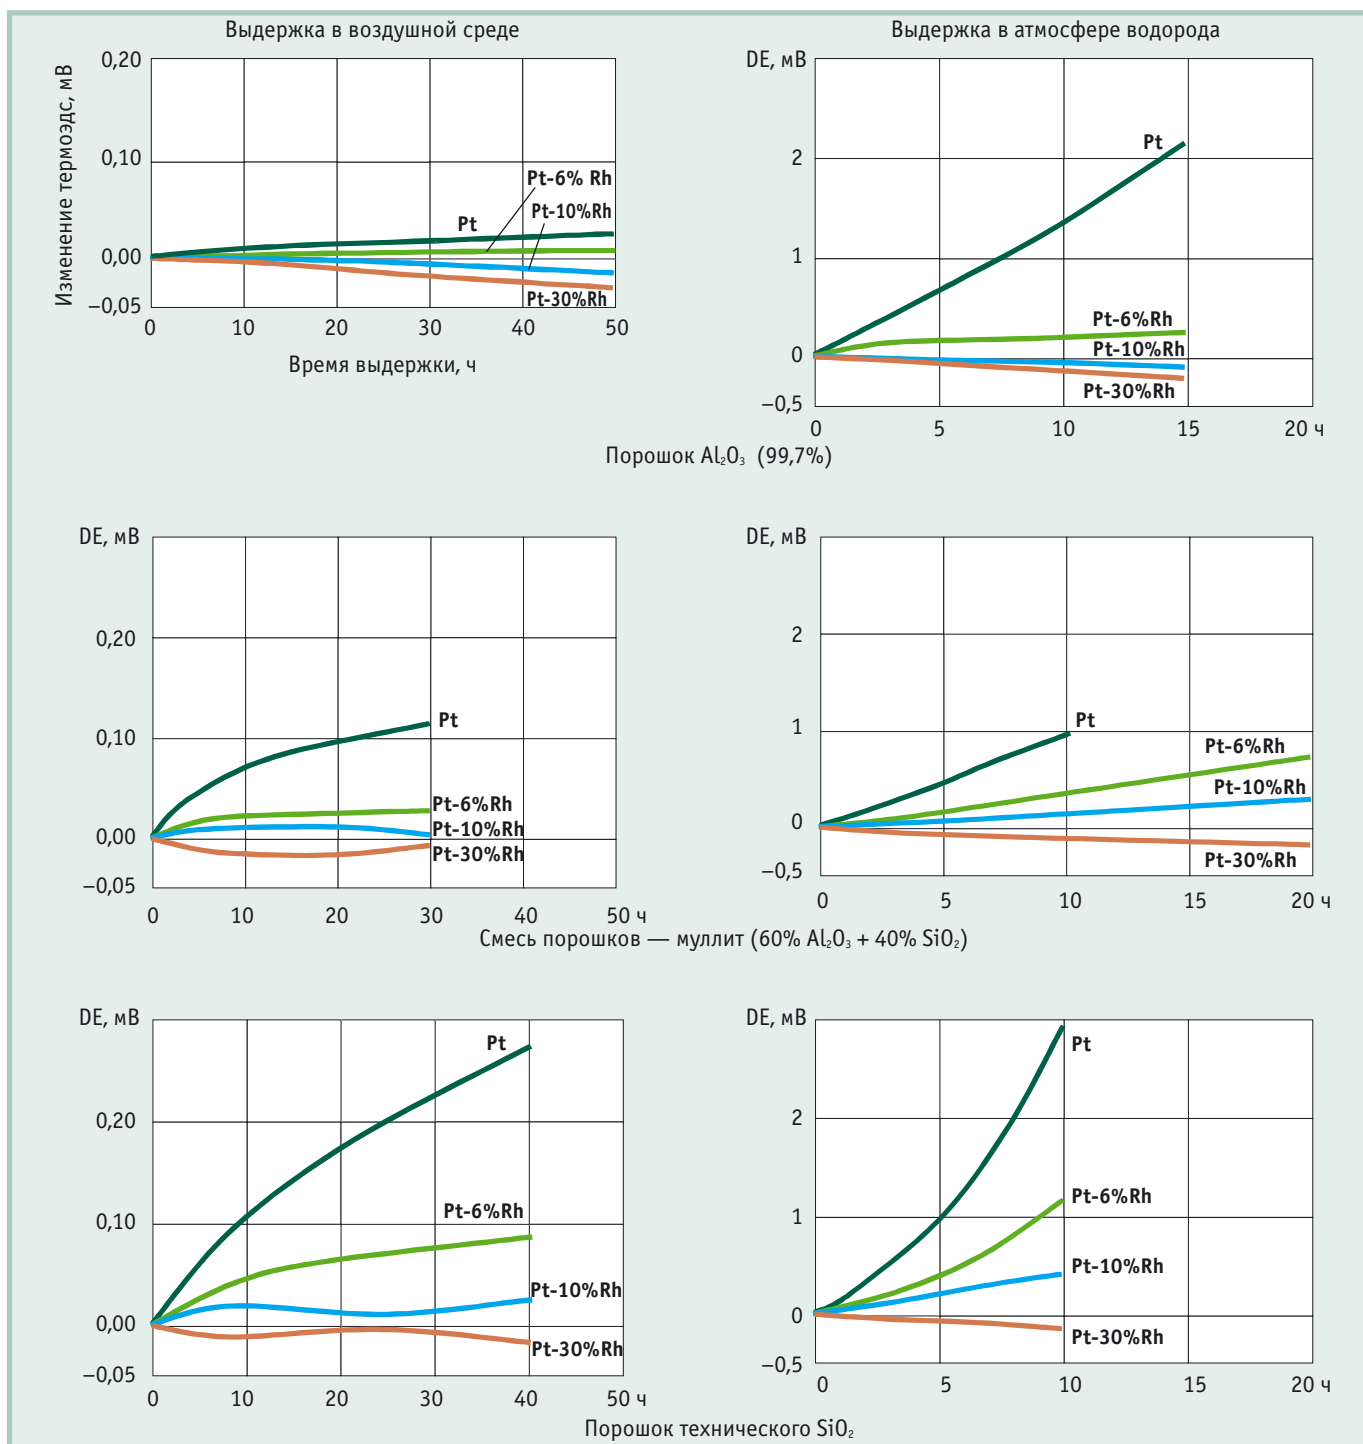 Выдержка в воздушной среде
Изменение термоэдс, мВ
0,20
0,10
0,00
–0,05
Pt-6% Rh
Pt-10%Rh
Pt
Pt-30%Rh
0 10 20 30 40 50
Время выдержки, ч
Выдержка в атмосфере водорода
DE, мВ
2
1
0
–0,5
Pt
Pt-6%Rh
Pt-10%Rh
Pt-30%Rh
0 5 10 15 20 ч
Порошок Al₂O₃ (99,7%)
DE, мВ
0,20
0,10
0,00
–0,05
Pt
Pt-6%Rh
Pt-10%Rh
Pt-30%Rh
0 10 20 30 40 50 ч
DE, мВ
2
1
0
–0,5
Pt
Pt-6%Rh
Pt-10%Rh
Pt-30%Rh
0 5 10 15 20 ч
Смесь порошков — муллит (60% Al₂O₃ + 40% SiO₂)
DE, мВ
0,20
0,10
0,00
–0,05
Pt
Pt-6%Rh
Pt-10%Rh
Pt-30%Rh
0 10 20 30 40 50 ч
DE, мВ
2
1
0
–0,5
Pt
Pt-6%Rh
Pt-10%Rh
Pt-30%Rh
0 5 10 15 20 ч
Порошок технического SiO₂